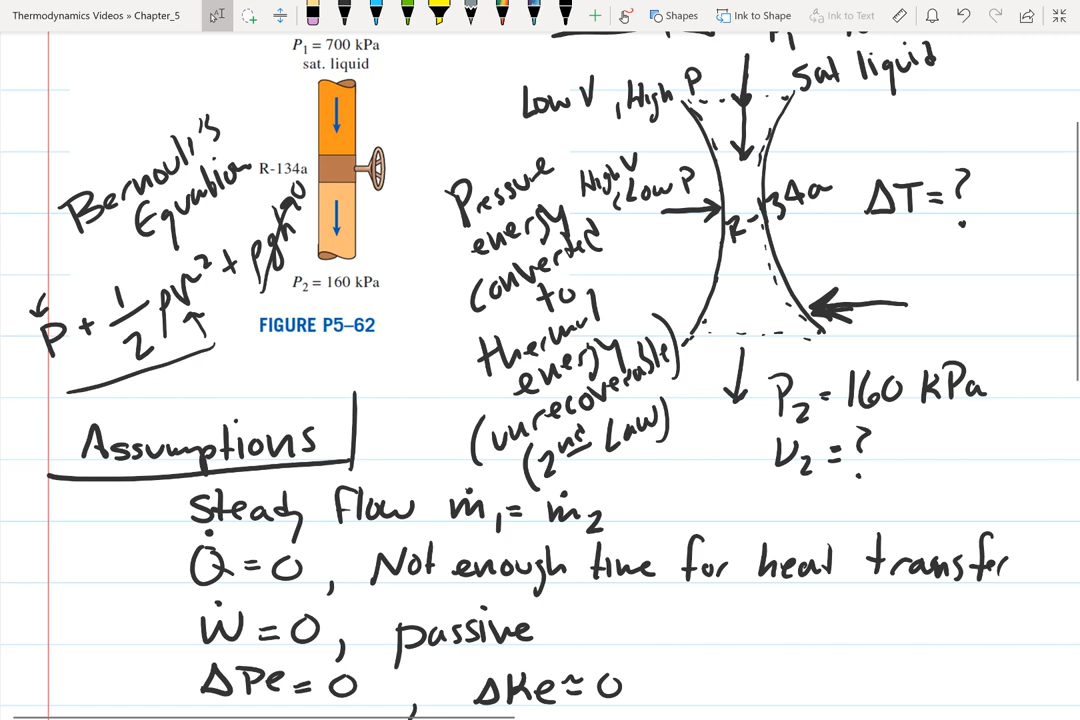 Thermodynamics Videos » Chapter_5
Shapes
Ink to Shape
Ink to Text
P1 = 700 kPa
sat. liquid
R-134a
P2 = 160 kPa
FIGURE P5–62
Bernouli's
Equation
P + 1/2 ρV² + ρgh 0
sat liquid
Low V, High P
High V
Low P
R-134a
ΔT = ?
Pressure
energy
converted
to
thermal
energy
(unrecoverable)
(2nd Law)
P2 = 160 kPa
υ2 = ?
Assumptions
Steady Flow ṁ1 = ṁ2
Q̇ = 0, Not enough time for heat transfer
Ẇ = 0, passive
ΔPe = 0, ΔKe ≈ 0